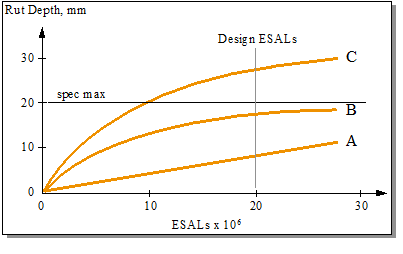 Rut Depth, mm
Design ESALs
C
30
spec max
20
B
A
10
0
0 10 20 30
ESALs x 10⁶